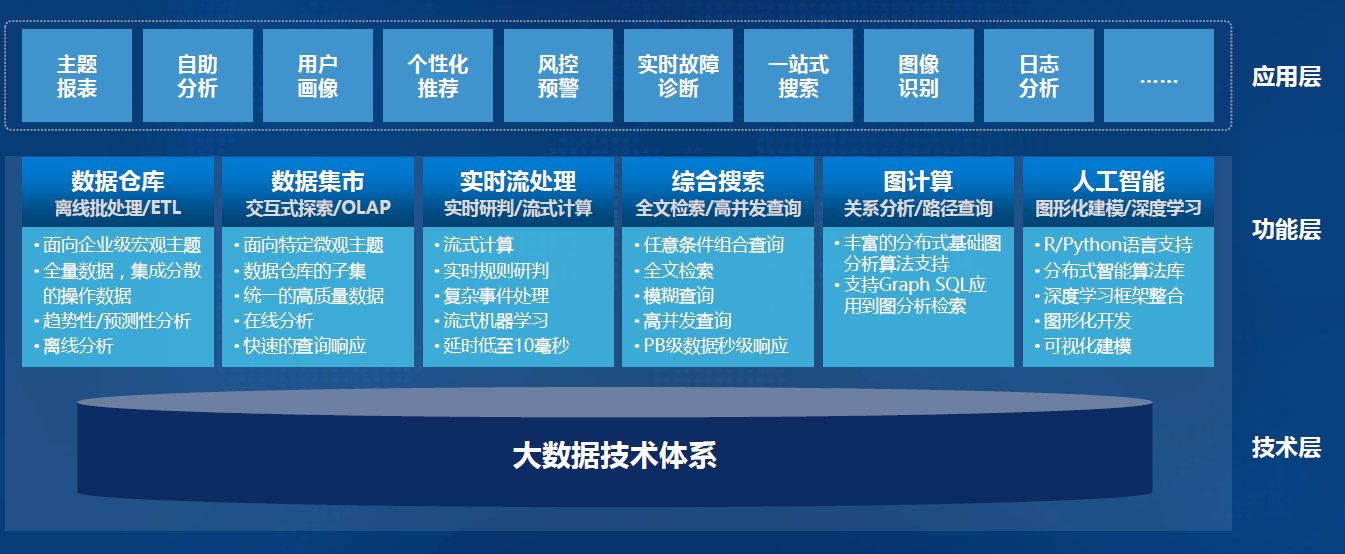 主题
报表
自助
分析
用户
画像
个性化
推荐
风控
预警
实时故障
诊断
一站式
搜索
图像
识别
日志
分析
......
应用层
数据仓库
离线批处理/ETL
• 面向企业级宏观主题
• 全量数据，集成分散
的操作数据
• 趋势性/预测性分析
• 离线分析
数据集市
交互式探索/OLAP
• 面向特定微观主题
• 数据仓库的子集
• 统一的高质量数据
• 在线分析
• 快速的查询响应
实时流处理
实时研判/流式计算
• 流式计算
• 实时规则研判
• 复杂事件处理
• 流式机器学习
• 延时低至10毫秒
综合搜索
全文检索/高并发查询
• 任意条件组合查询
• 全文检索
• 模糊查询
• 高并发查询
• PB级数据秒级响应
图计算
关系分析/路径查询
• 丰富的分布式基础图
分析算法支持
• 支持Graph SQL应
用到图分析检索
人工智能
图形化建模/深度学习
• R/Python语言支持
• 分布式智能算法库
• 深度学习框架整合
• 图形化开发
• 可视化建模
功能层
大数据技术体系
技术层